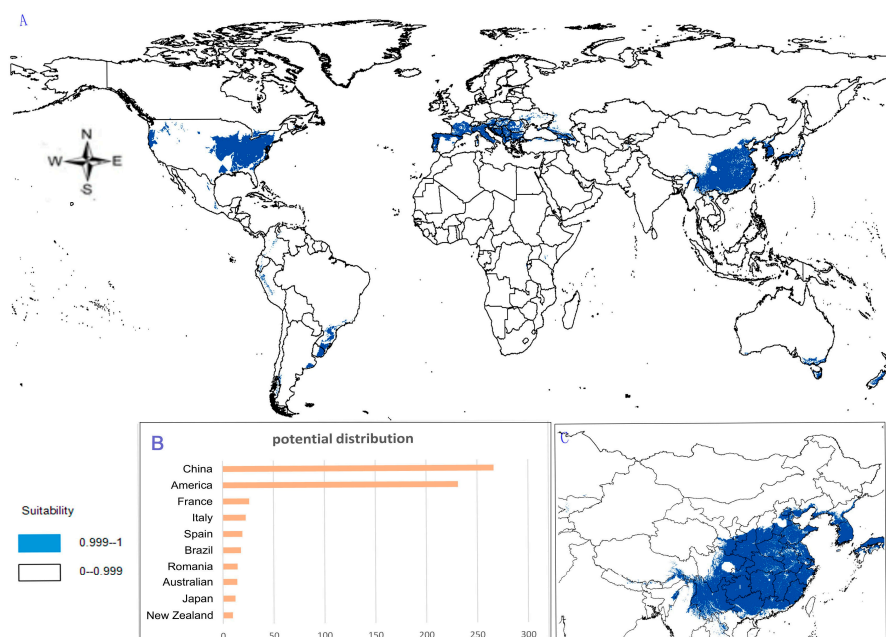 A
N
W E
S
B
potential distribution
China
America
France
Italy
Spain
Brazil
Romania
Australian
Japan
New Zealand
0 50 100 150 200 250 300
C
Suitability
0.999--1
0--0.999